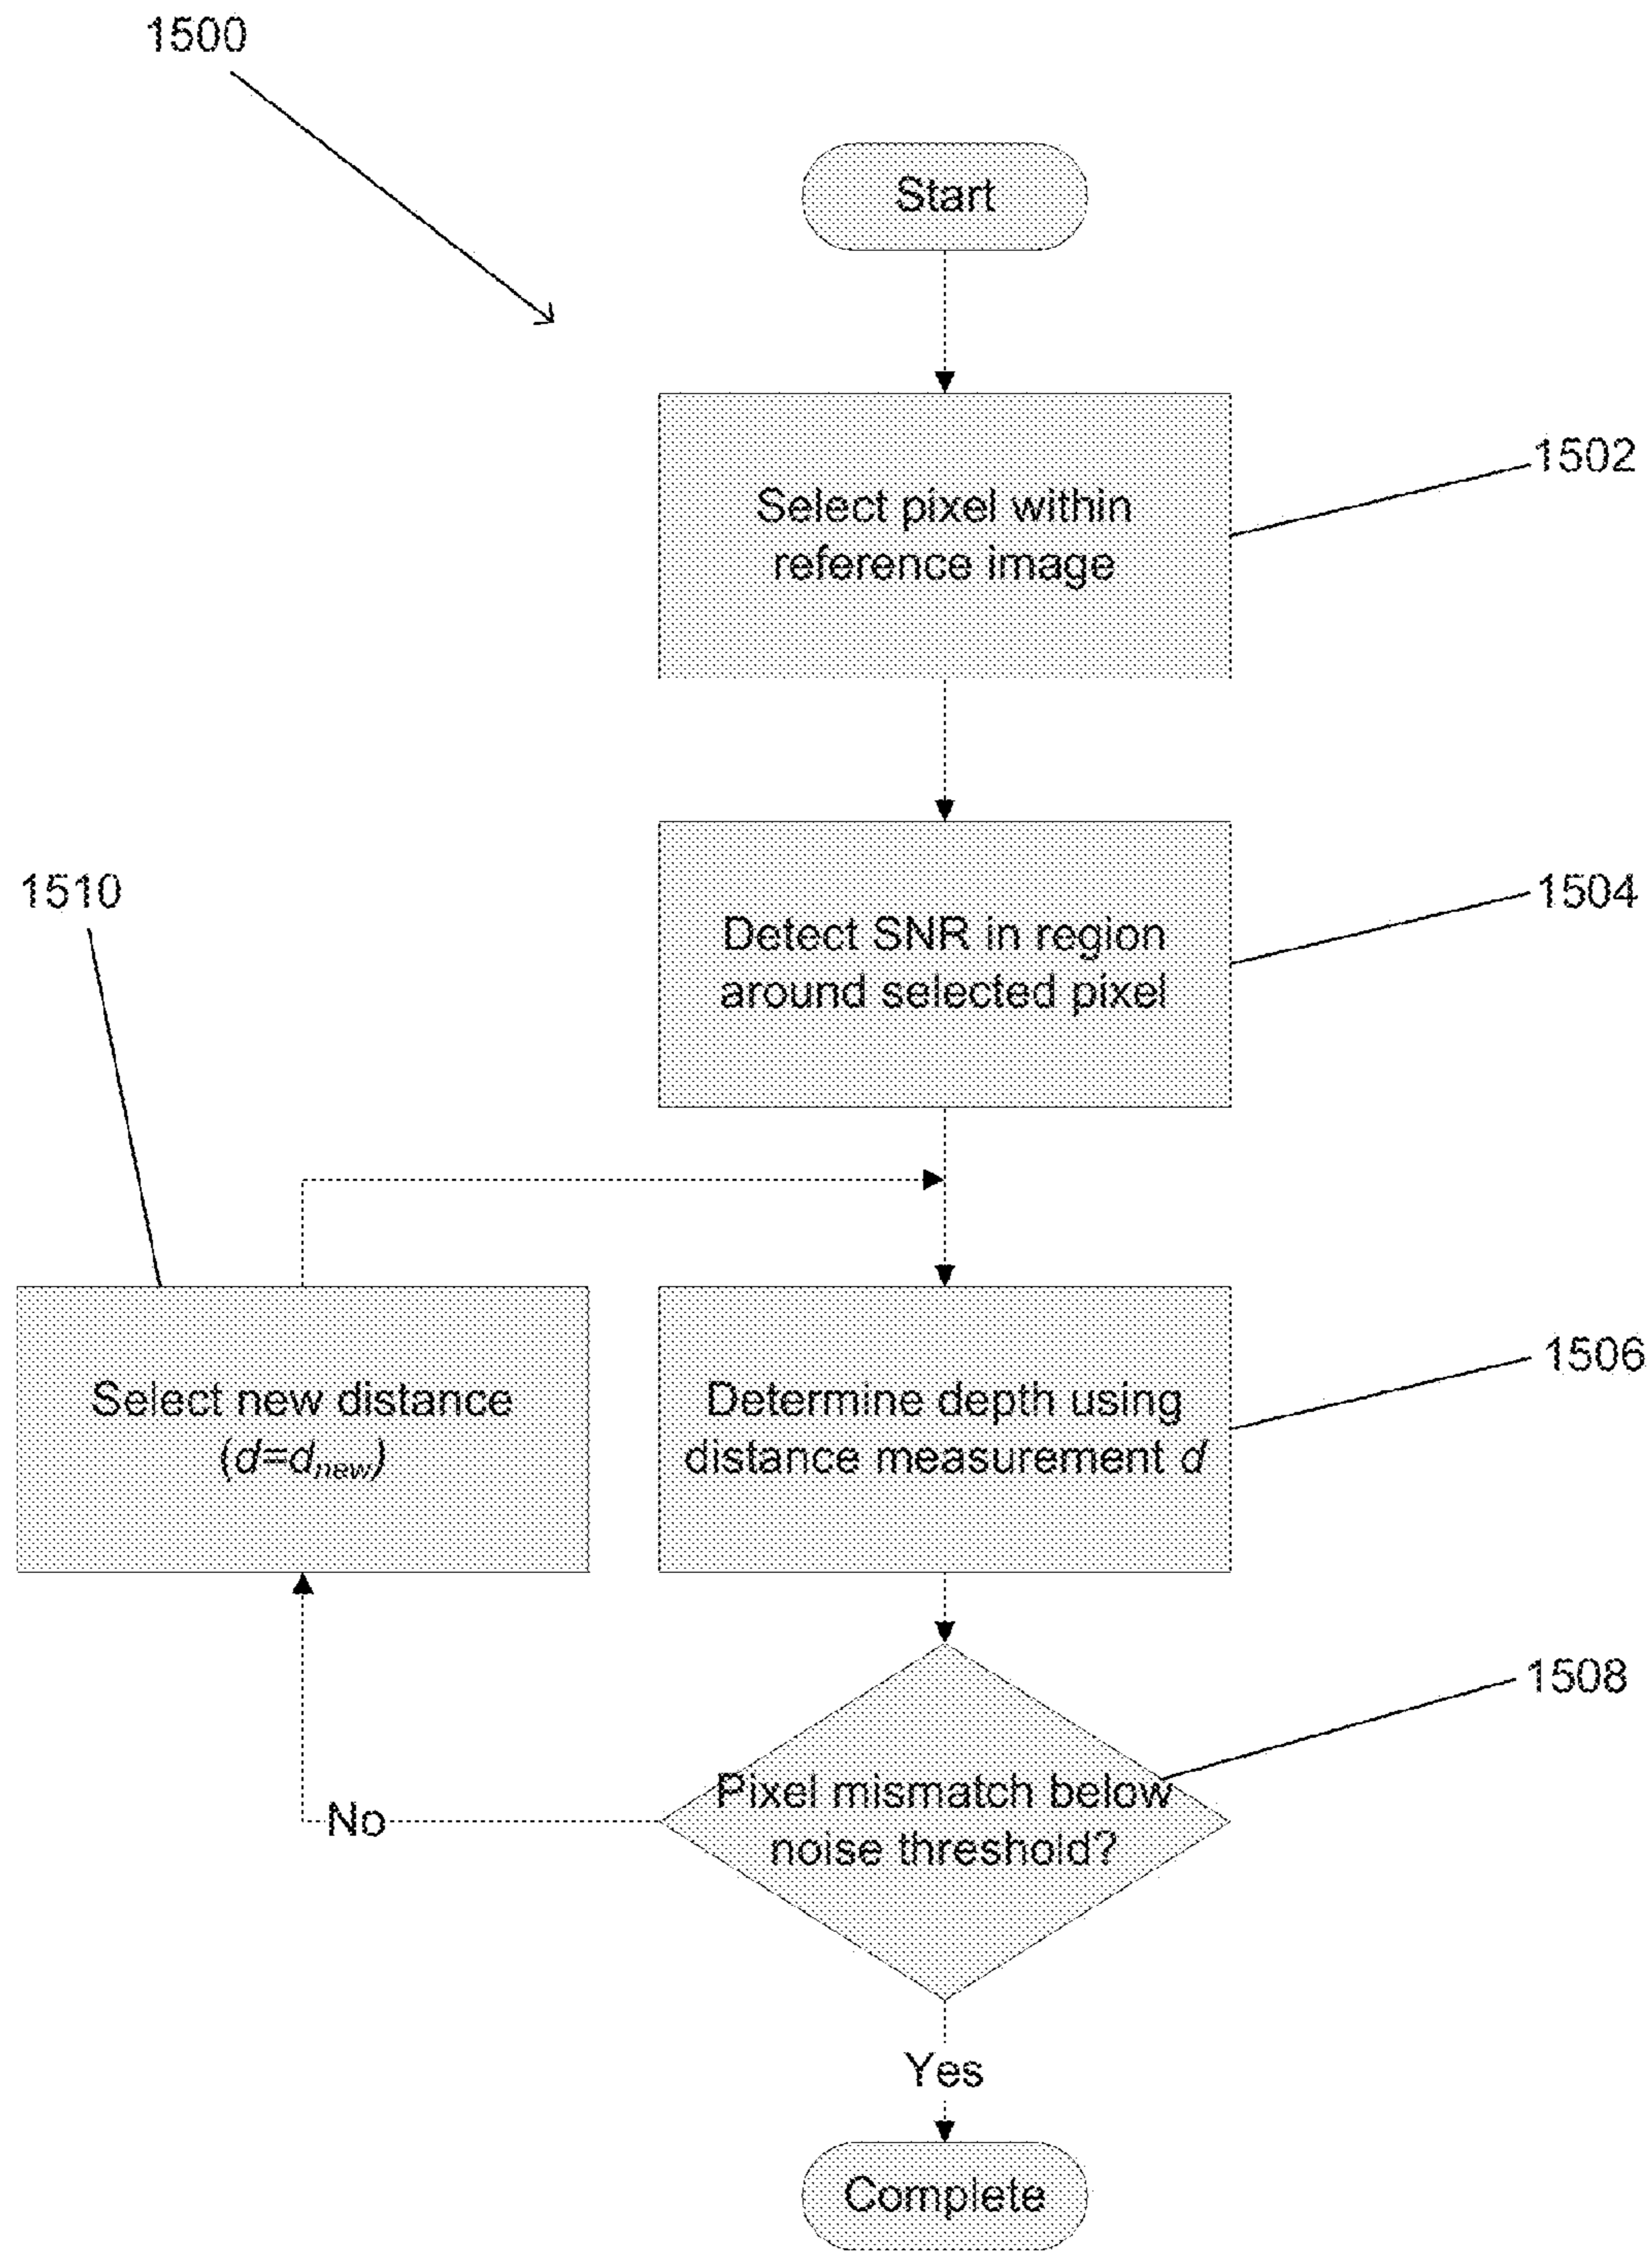 1500
Start
1502
Select pixel within
reference image
1504
Detect SNR in region
around selected pixel
1510
1506
Select new distance
(d=dnew)
Determine depth using
distance measurement d
1508
Pixel mismatch below
noise threshold?
No
Yes
Complete